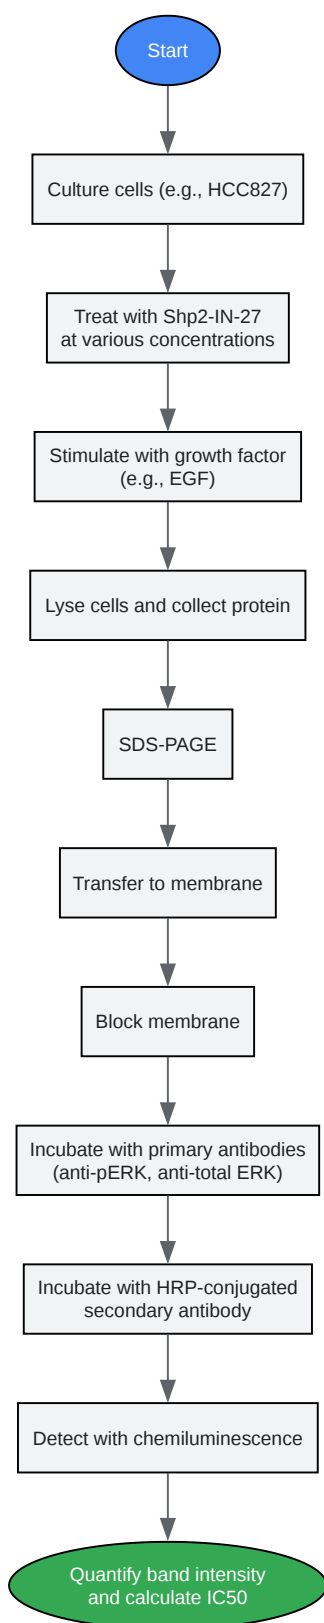 Start
Culture cells (e.g., HCC827)
Treat with Shp2-IN-27
at various concentrations
Stimulate with growth factor
(e.g., EGF)
Lyse cells and collect protein
SDS-PAGE
Transfer to membrane
Block membrane
Incubate with primary antibodies
(anti-pERK, anti-total ERK)
Incubate with HRP-conjugated
secondary antibody
Detect with chemiluminescence
Quantify band intensity
and calculate IC50